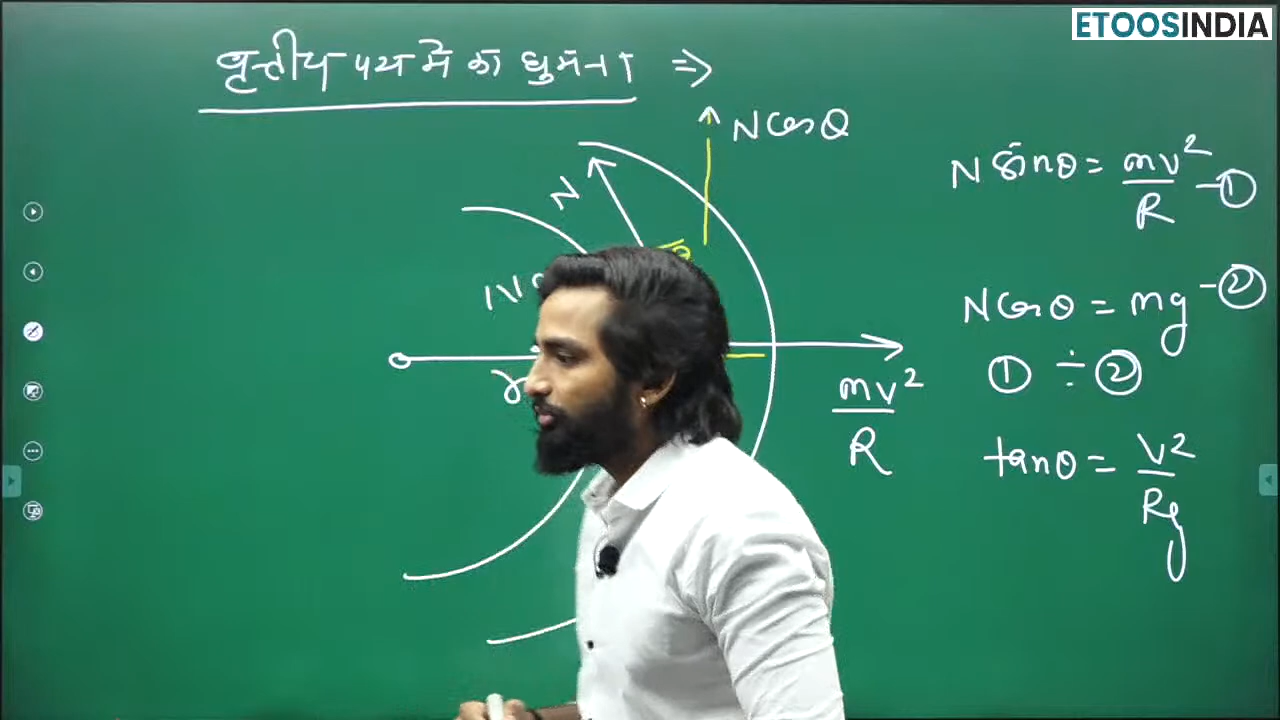 ETOOSINDIA
वृत्तीय पथ में का घुमना ⇒
N Cosθ
N
θ
r
mv²/R
N sinθ = mv²/R -①
N Cosθ = mg -②
① ÷ ②
tanθ = v²/Rg